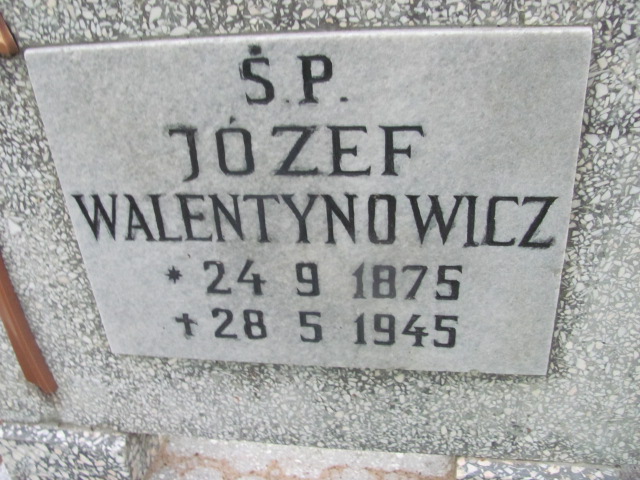 Ś.P.
JÓZEF
WALENTYNOWICZ
* 24 9 1875
✝ 28 5 1945